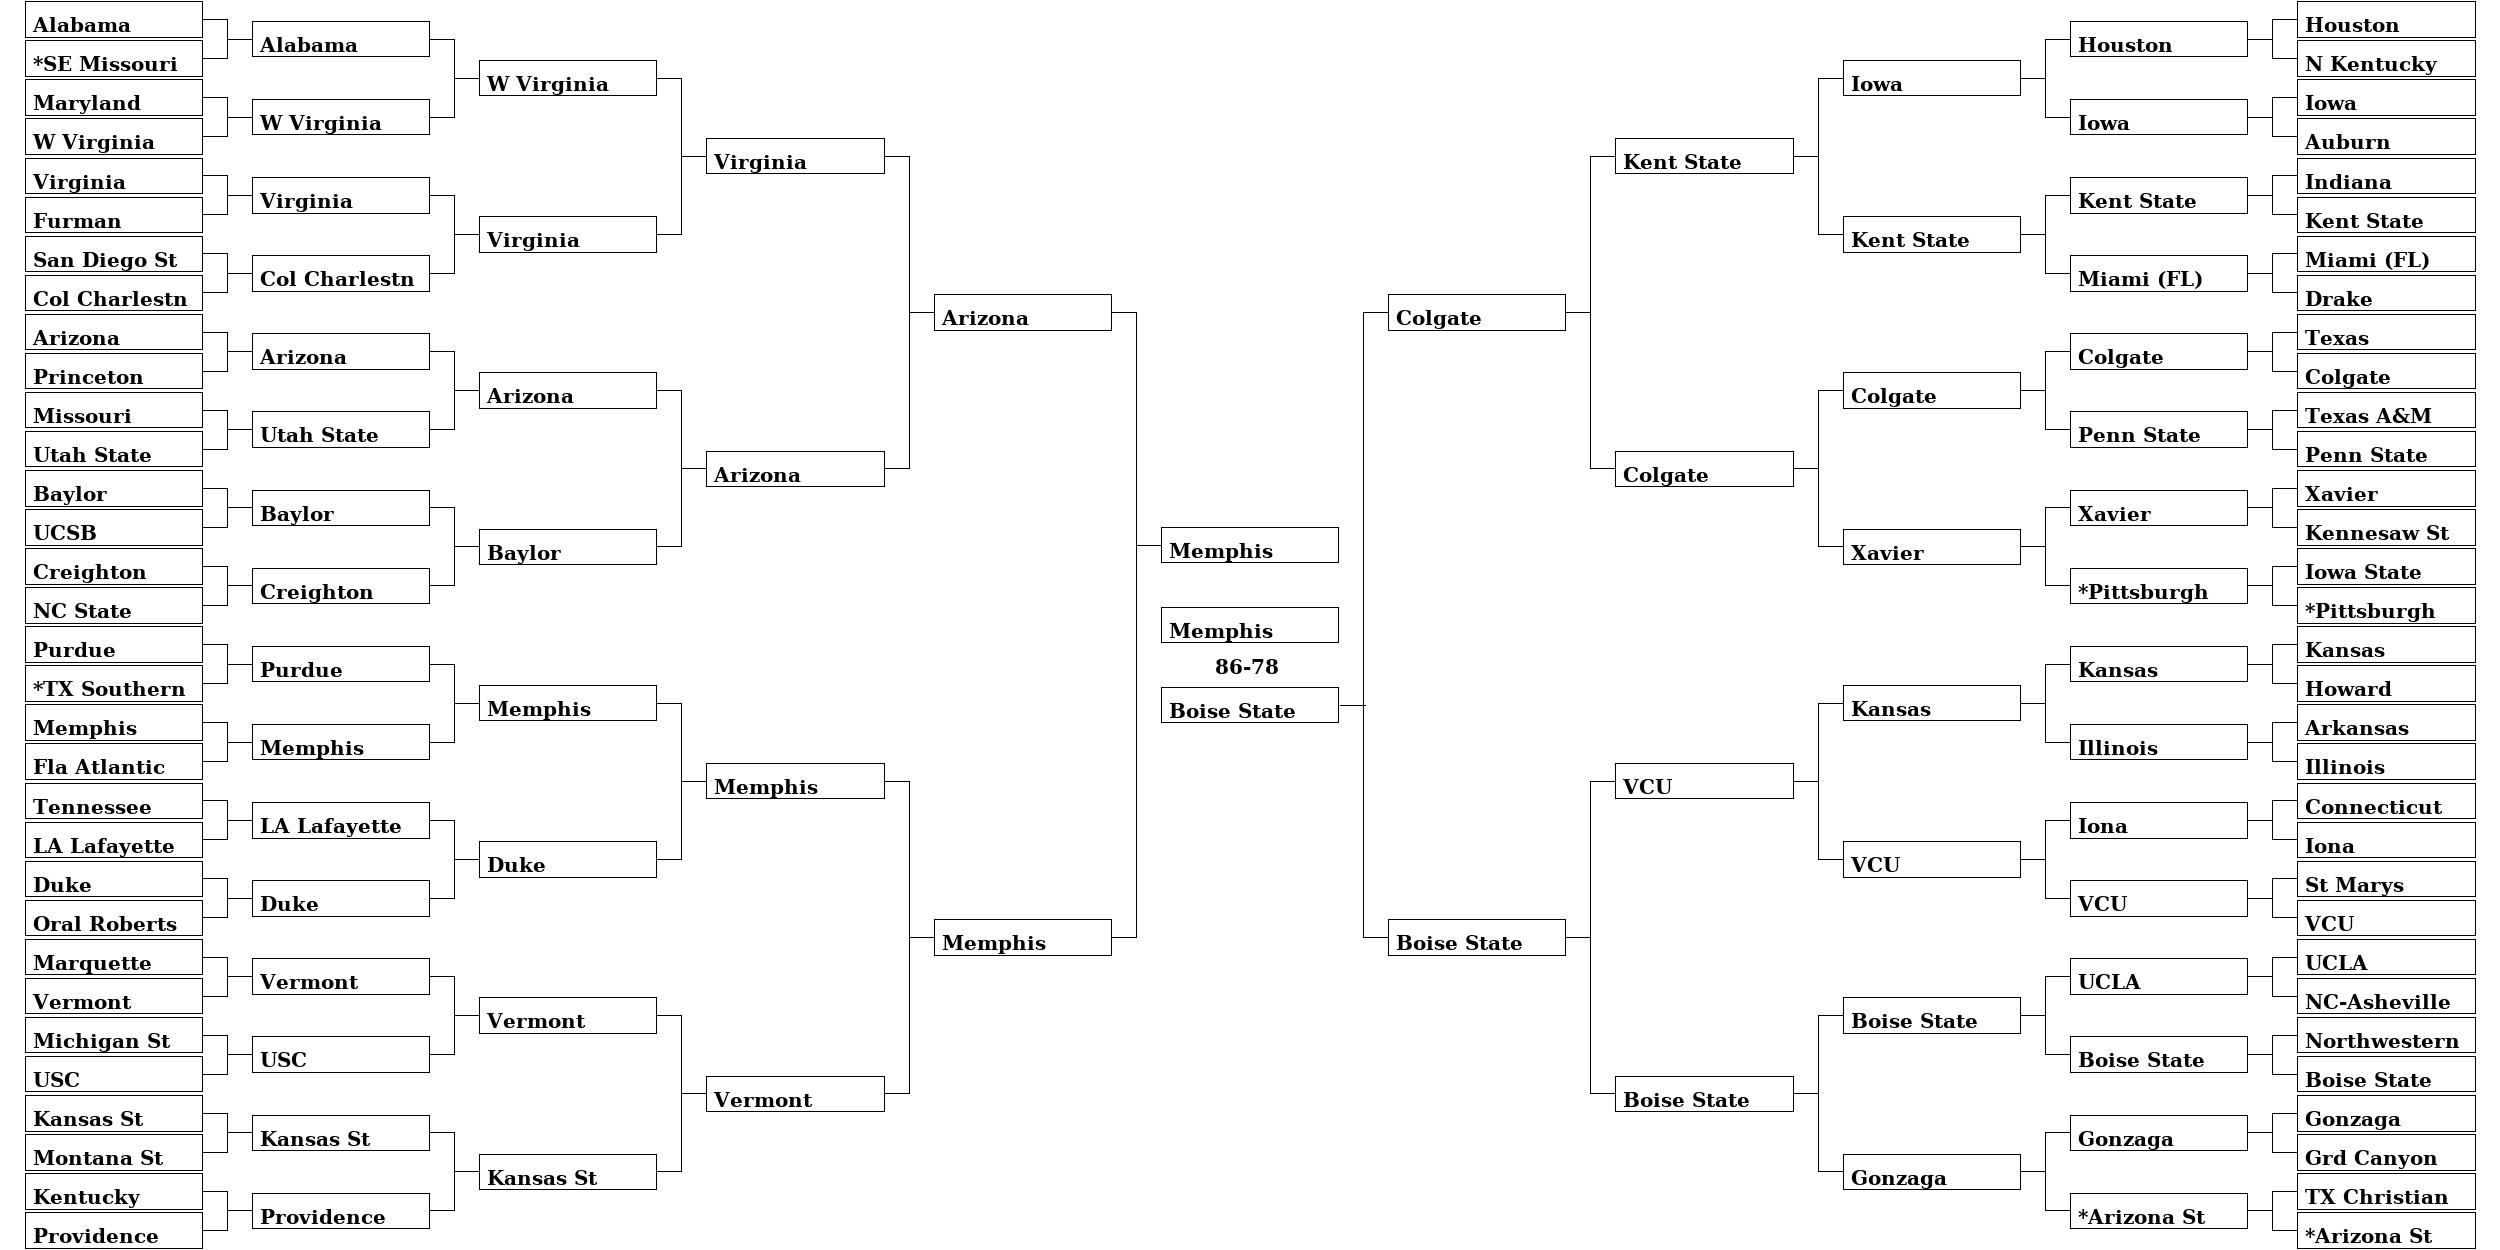 Alabama
*SE Missouri
Maryland
W Virginia
Virginia
Furman
San Diego St
Col Charlestn
Arizona
Princeton
Missouri
Utah State
Baylor
UCSB
Creighton
NC State
Purdue
*TX Southern
Memphis
Fla Atlantic
Tennessee
LA Lafayette
Duke
Oral Roberts
Marquette
Vermont
Michigan St
USC
Kansas St
Montana St
Kentucky
Providence
Alabama
W Virginia
Virginia
Col Charlestn
Arizona
Utah State
Baylor
Creighton
Purdue
Memphis
LA Lafayette
Duke
Vermont
USC
Kansas St
Providence
W Virginia
Virginia
Arizona
Baylor
Memphis
Duke
Vermont
Kansas St
Virginia
Arizona
Memphis
Vermont
Arizona
Memphis
Memphis
Memphis
86-78
Boise State
Colgate
Boise State
Kent State
Colgate
VCU
Boise State
Iowa
Kent State
Colgate
Xavier
Kansas
VCU
Boise State
Gonzaga
Houston
Iowa
Kent State
Miami (FL)
Colgate
Penn State
Xavier
*Pittsburgh
Kansas
Illinois
Iona
VCU
UCLA
Boise State
Gonzaga
*Arizona St
Houston
N Kentucky
Iowa
Auburn
Indiana
Kent State
Miami (FL)
Drake
Texas
Colgate
Texas A&M
Penn State
Xavier
Kennesaw St
Iowa State
*Pittsburgh
Kansas
Howard
Arkansas
Illinois
Connecticut
Iona
St Marys
VCU
UCLA
NC-Asheville
Northwestern
Boise State
Gonzaga
Grd Canyon
TX Christian
*Arizona St